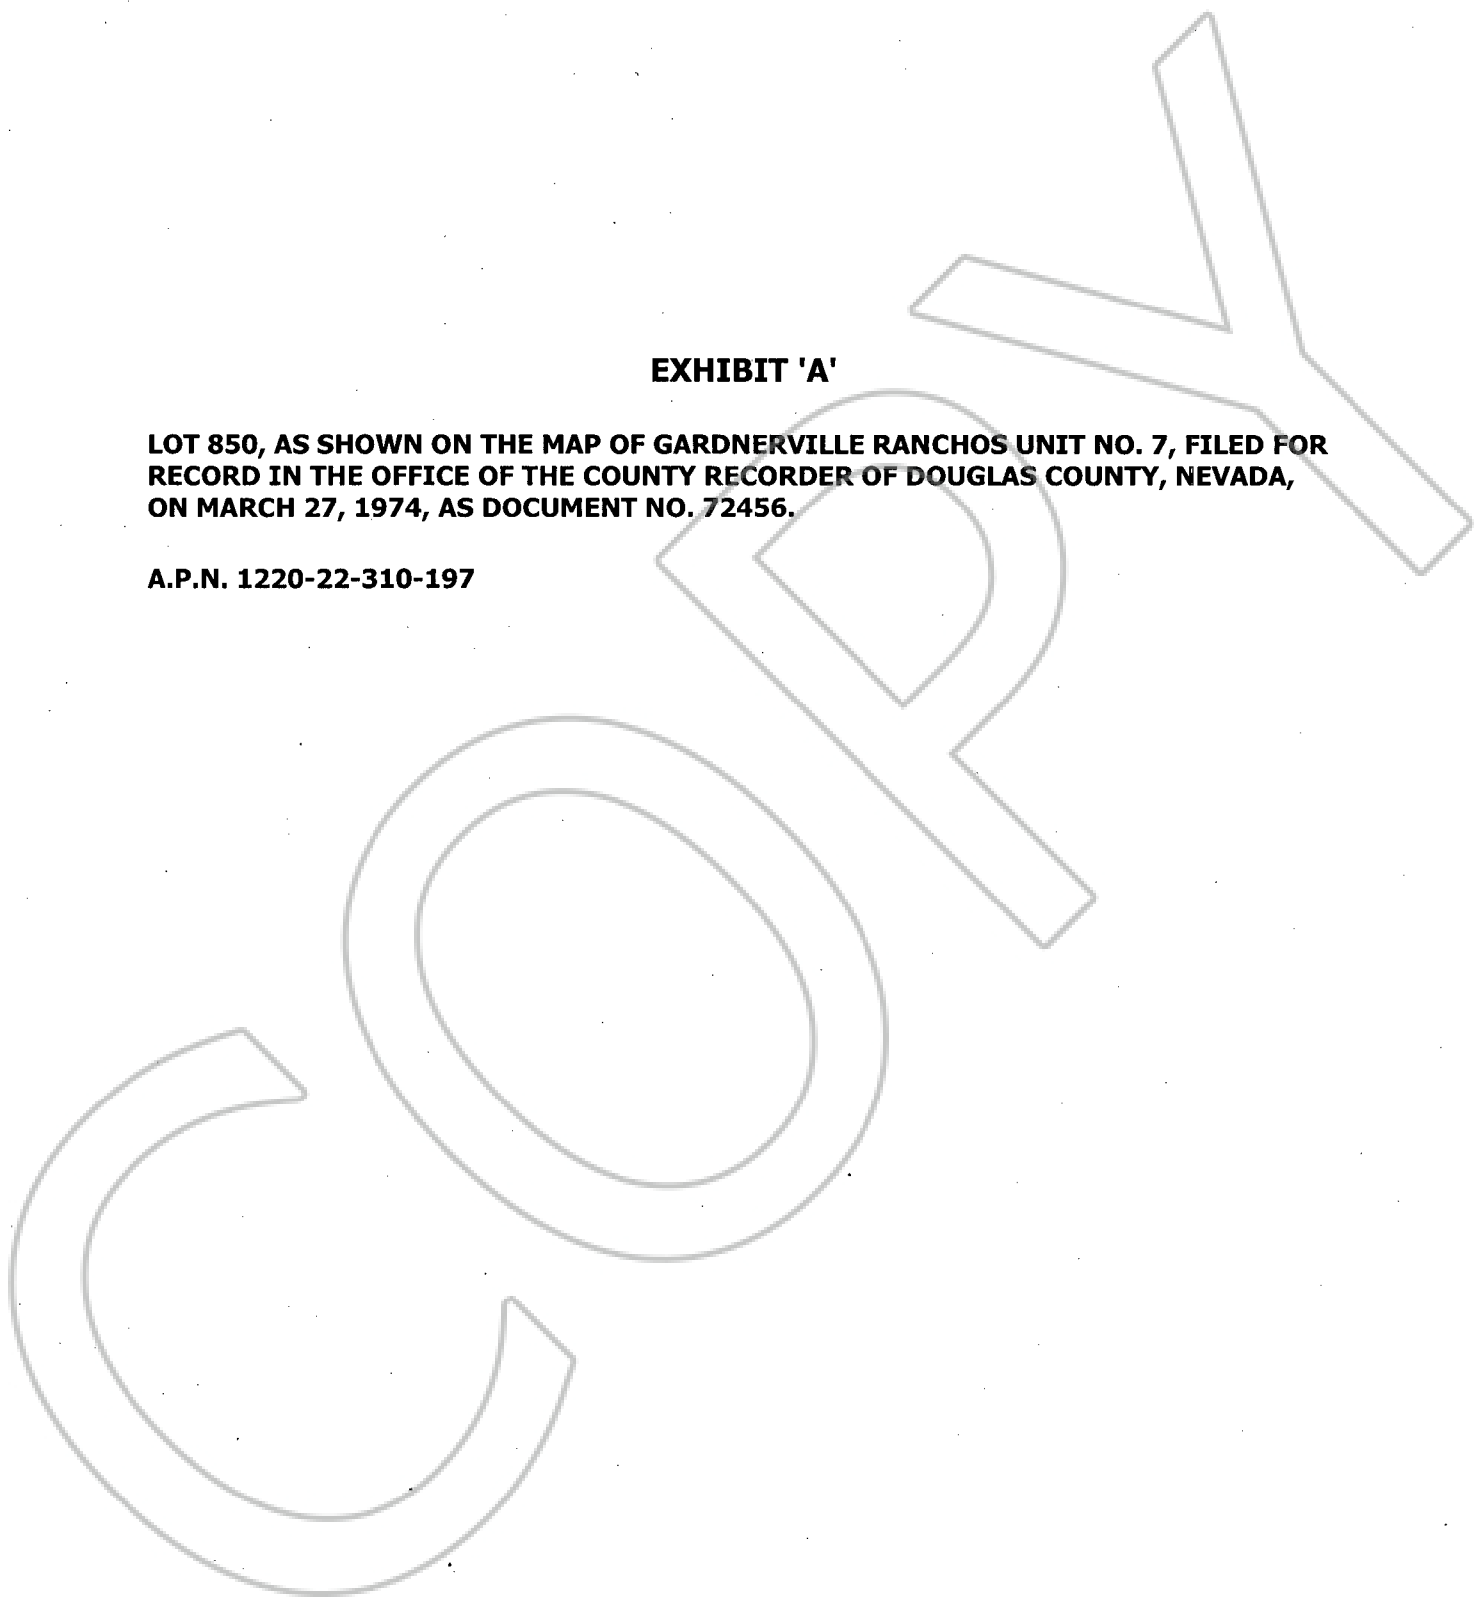 EXHIBIT 'A'
LOT 850, AS SHOWN ON THE MAP OF GARDNERVILLE RANCHOS UNIT NO. 7, FILED FOR
RECORD IN THE OFFICE OF THE COUNTY RECORDER OF DOUGLAS COUNTY, NEVADA,
ON MARCH 27, 1974, AS DOCUMENT NO. 72456.
A.P.N. 1220-22-310-197
COPY